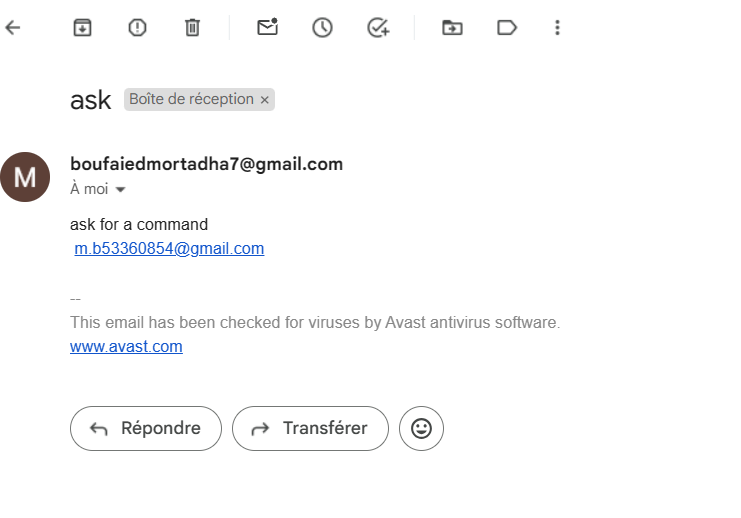 ask Boîte de réception ×
boufaiedmortadha7@gmail.com
À moi
ask for a command
m.b53360854@gmail.com
--
This email has been checked for viruses by Avast antivirus software.
www.avast.com
Répondre Transférer